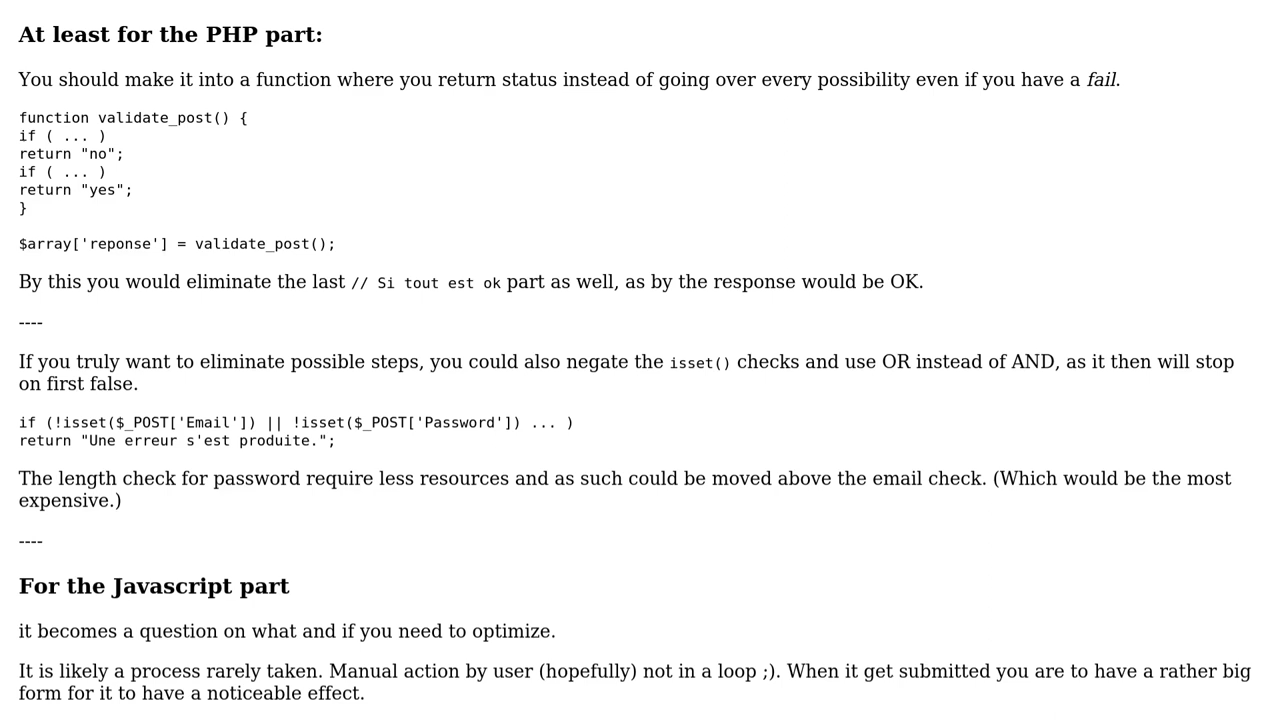 At least for the PHP part:
You should make it into a function where you return status instead of going over every possibility even if you have a fail.
function validate_post() {
if ( ... )
return "no";
if ( ... )
return "yes";
}
$array['reponse'] = validate_post();
By this you would eliminate the last // Si tout est ok part as well, as by the response would be OK.
----
If you truly want to eliminate possible steps, you could also negate the isset() checks and use OR instead of AND, as it then will stop
on first false.
if (!isset($_POST['Email']) || !isset($_POST['Password']) ... )
return "Une erreur s'est produite.";
The length check for password require less resources and as such could be moved above the email check. (Which would be the most
expensive.)
----
For the Javascript part
it becomes a question on what and if you need to optimize.
It is likely a process rarely taken. Manual action by user (hopefully) not in a loop ;). When it get submitted you are to have a rather big
form for it to have a noticeable effect.